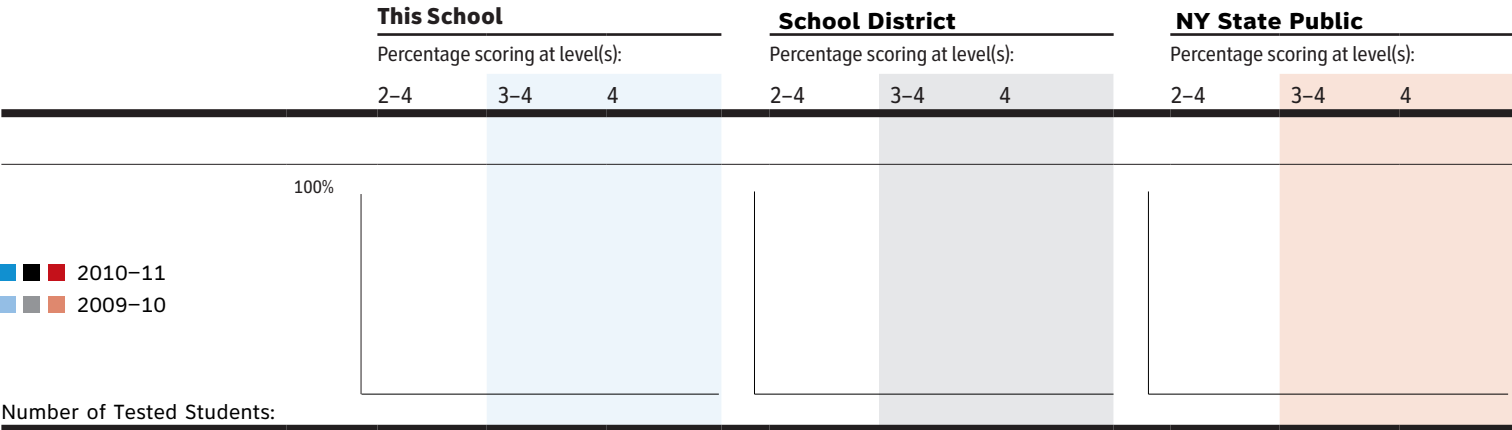 This School School District NY State Public
Percentage scoring at level(s): Percentage scoring at level(s): Percentage scoring at level(s):
2–4 3–4 4 2–4 3–4 4 2–4 3–4 4
100%
2010–11
2009–10
Number of Tested Students: